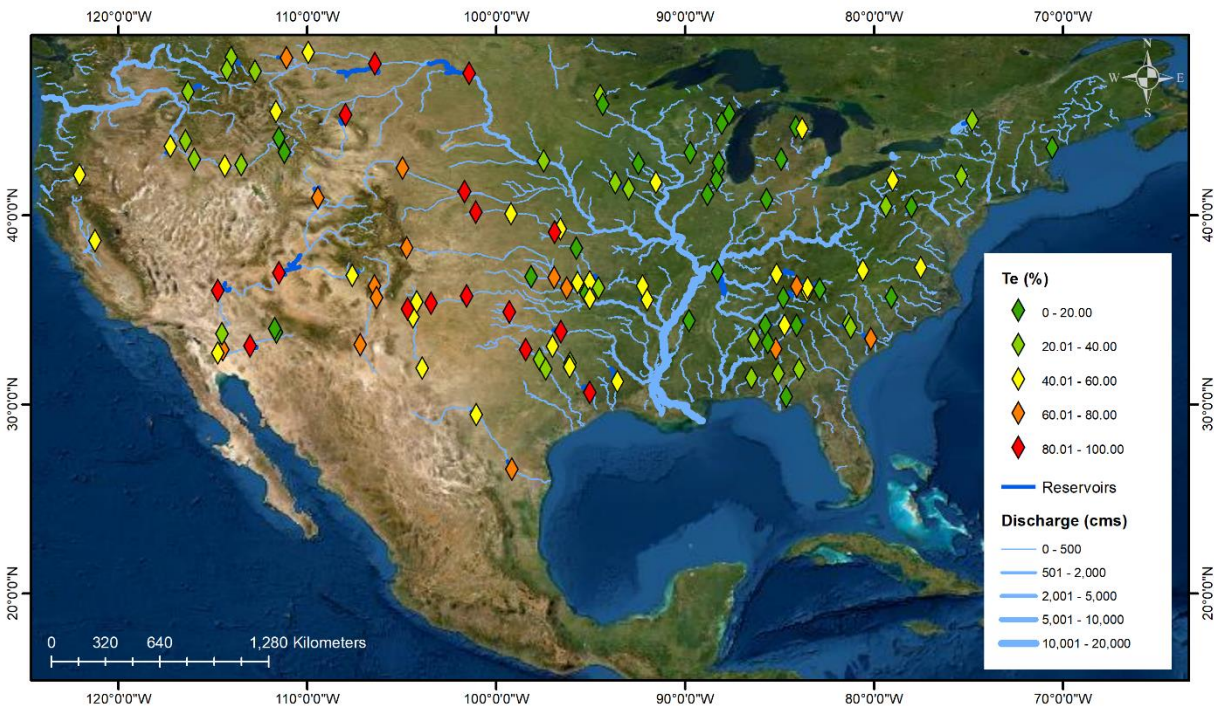 120°0'0"W 110°0'0"W 100°0'0"W 90°0'0"W 80°0'0"W 70°0'0"W
N
W E
S
40°0'0"N 40°0'0"N
30°0'0"N 30°0'0"N
20°0'0"N 20°0'0"N
Te (%)
0 - 20.00
20.01 - 40.00
40.01 - 60.00
60.01 - 80.00
80.01 - 100.00
Reservoirs
Discharge (cms)
0 - 500
501 - 2,000
2,001 - 5,000
5,001 - 10,000
10,001 - 20,000
0 320 640 1,280 Kilometers
120°0'0"W 110°0'0"W 100°0'0"W 90°0'0"W 80°0'0"W 70°0'0"W